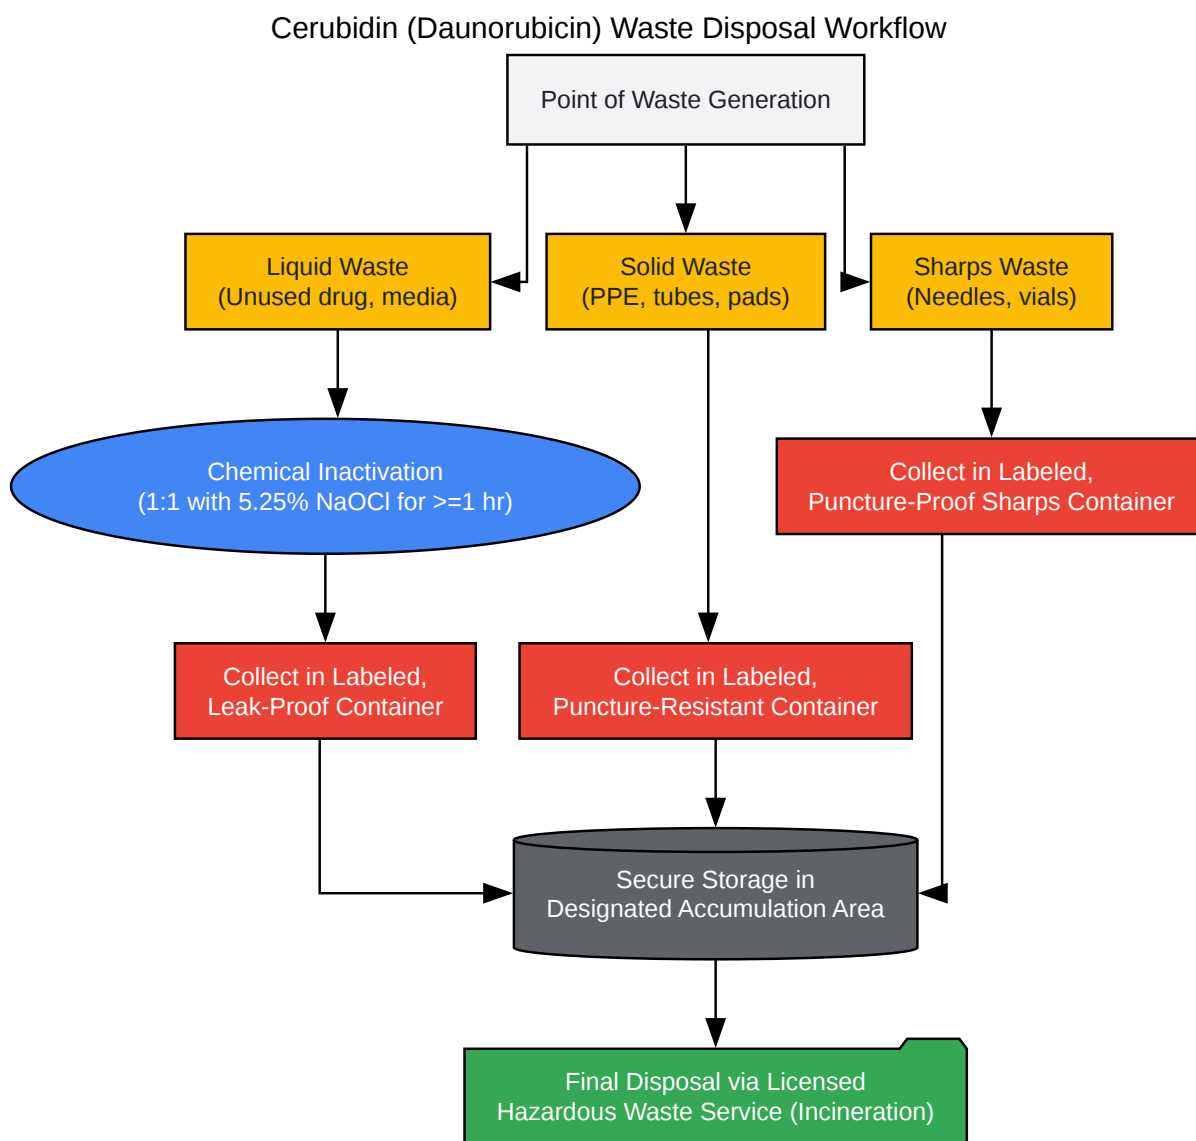 Cerubidin (Daunorubicin) Waste Disposal Workflow
Point of Waste Generation
Liquid Waste
(Unused drug, media)
Solid Waste
(PPE, tubes, pads)
Sharps Waste
(Needles, vials)
Chemical Inactivation
(1:1 with 5.25% NaOCl for >=1 hr)
Collect in Labeled,
Puncture-Proof Sharps Container
Collect in Labeled,
Leak-Proof Container
Collect in Labeled,
Puncture-Resistant Container
Secure Storage in
Designated Accumulation Area
Final Disposal via Licensed
Hazardous Waste Service (Incineration)